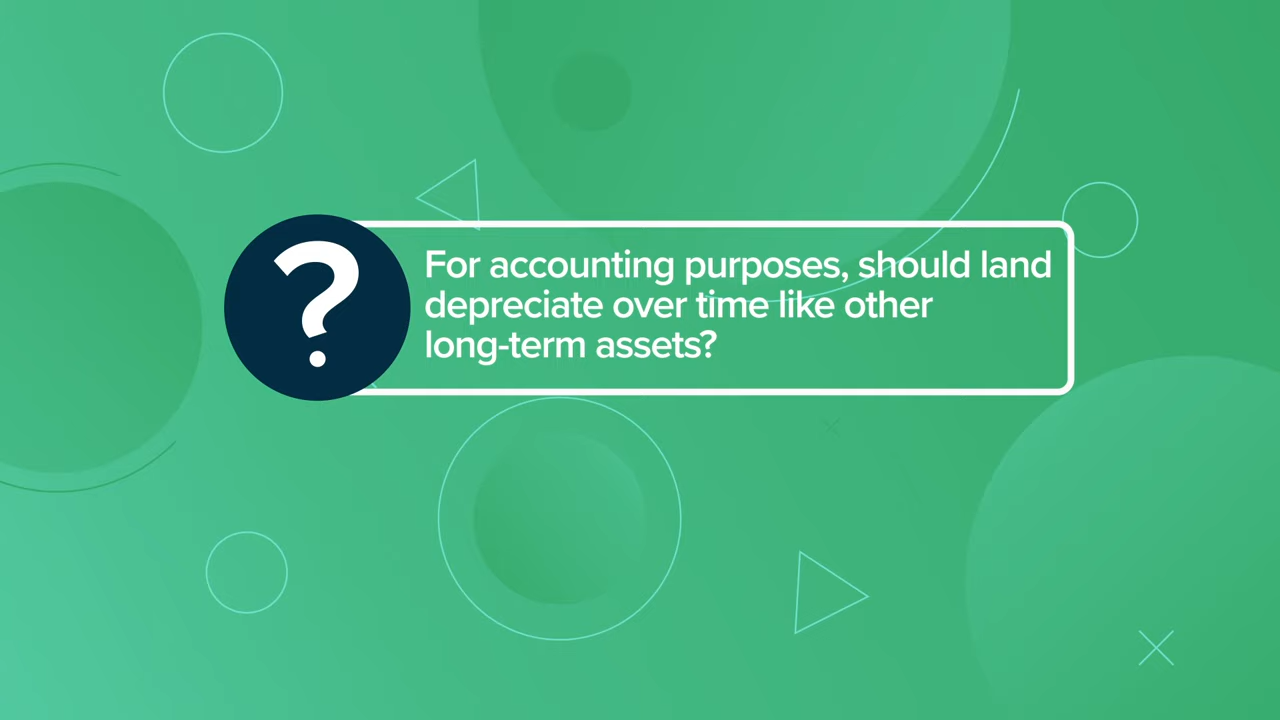 ?
For accounting purposes, should land
depreciate over time like other
long-term assets?